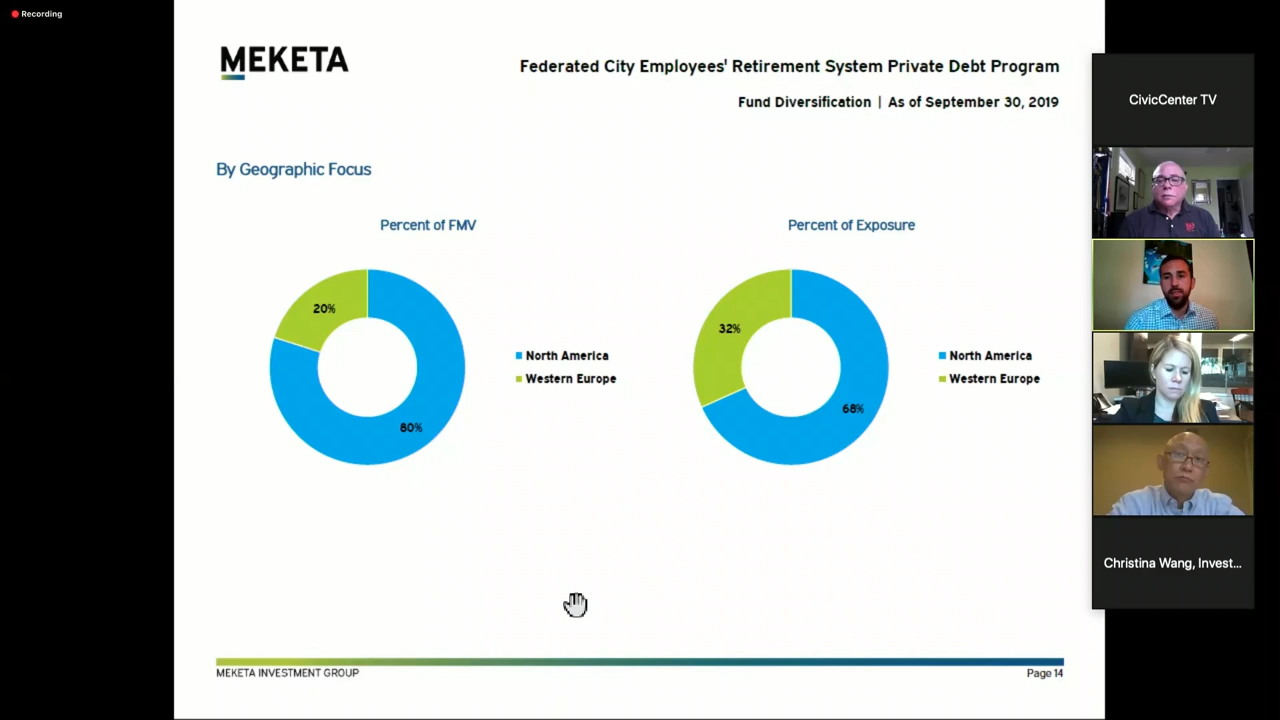 Recording
MEKETA
Federated City Employees' Retirement System Private Debt Program
Fund Diversification | As of September 30, 2019
By Geographic Focus
Percent of FMV
20%
80%
North America
Western Europe
Percent of Exposure
32%
68%
North America
Western Europe
MEKETA INVESTMENT GROUP
Page 14
CivicCenter TV
Christina Wang, Invest...